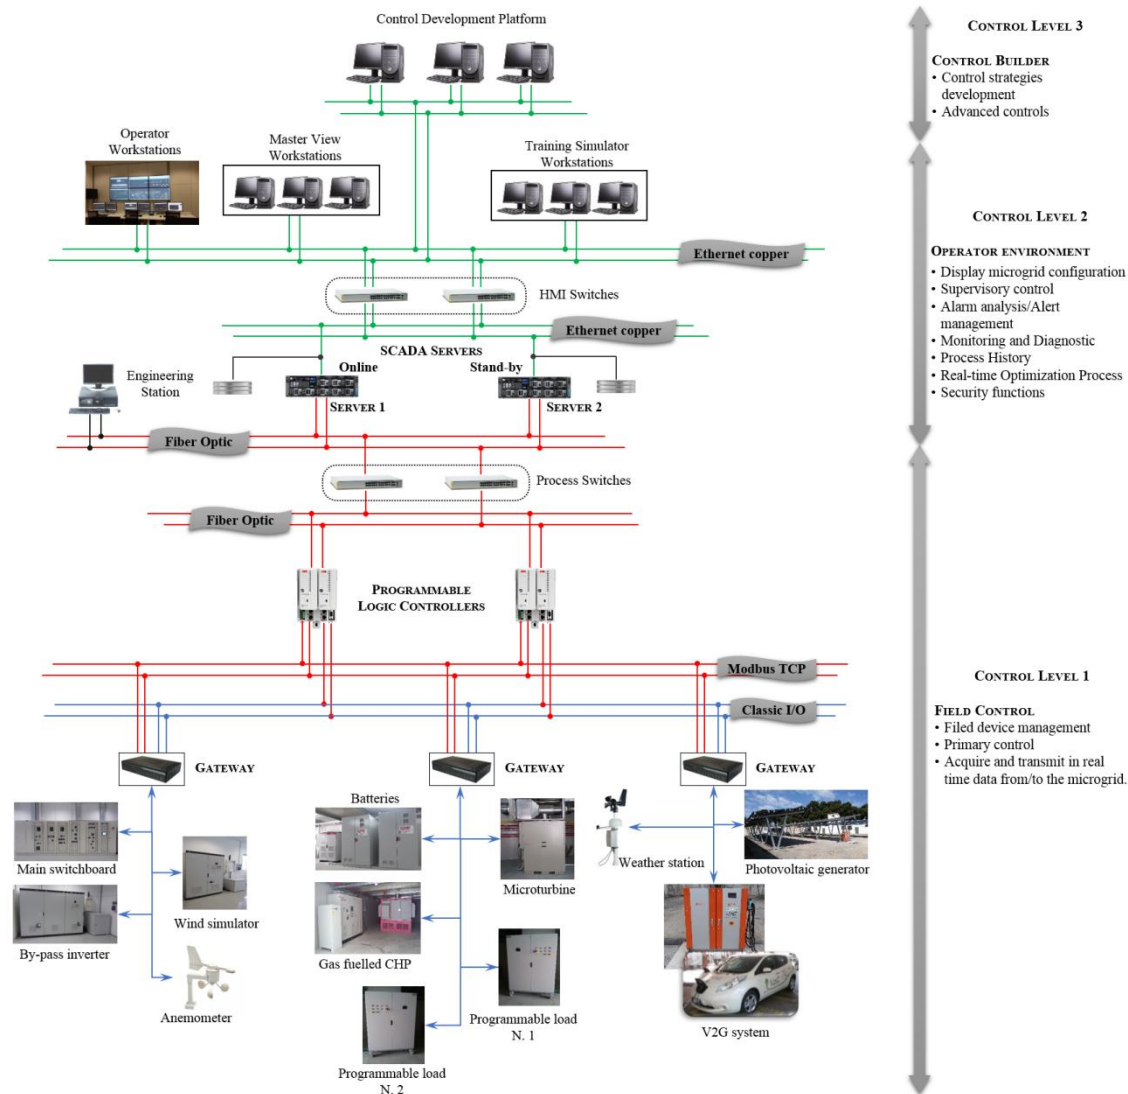 Control Development Platform
CONTROL LEVEL 3
CONTROL BUILDER
• Control strategies
development
• Advanced controls
Operator
Workstations
Master View
Workstations
Training Simulator
Workstations
CONTROL LEVEL 2
OPERATOR ENVIRONMENT
• Display microgrid configuration
• Supervisory control
• Alarm analysis/Alert
management
• Monitoring and Diagnostic
• Process History
• Real-time Optimization Process
• Security functions
Ethernet copper
HMI Switches
Ethernet copper
SCADA SERVERS
Online
Stand-by
Engineering
Station
SERVER 1
SERVER 2
Fiber Optic
Process Switches
Fiber Optic
PROGRAMMABLE
LOGIC CONTROLLERS
Modbus TCP
Classic I/O
CONTROL LEVEL 1
FIELD CONTROL
• Filed device management
• Primary control
• Acquire and transmit in real
time data from/to the microgrid.
GATEWAY
GATEWAY
GATEWAY
Main switchboard
Wind simulator
By-pass inverter
Anemometer
Batteries
Microturbine
Gas fuelled CHP
Programmable load
N. 1
Programmable load
N. 2
Weather station
Photovoltaic generator
V2G system